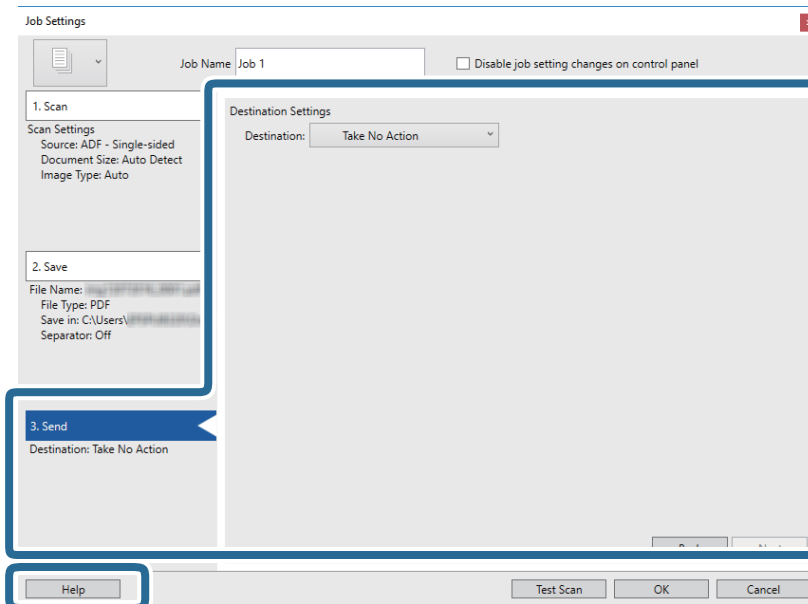 Job Settings
Job Name Job 1
Disable job setting changes on control panel
1. Scan
Scan Settings
Source: ADF - Single-sided
Document Size: Auto Detect
Image Type: Auto
2. Save
File Name:
File Type: PDF
Save in: C:\Users\
Separator: Off
3. Send
Destination: Take No Action
Destination Settings
Destination: Take No Action
Help
Test Scan
OK
Cancel